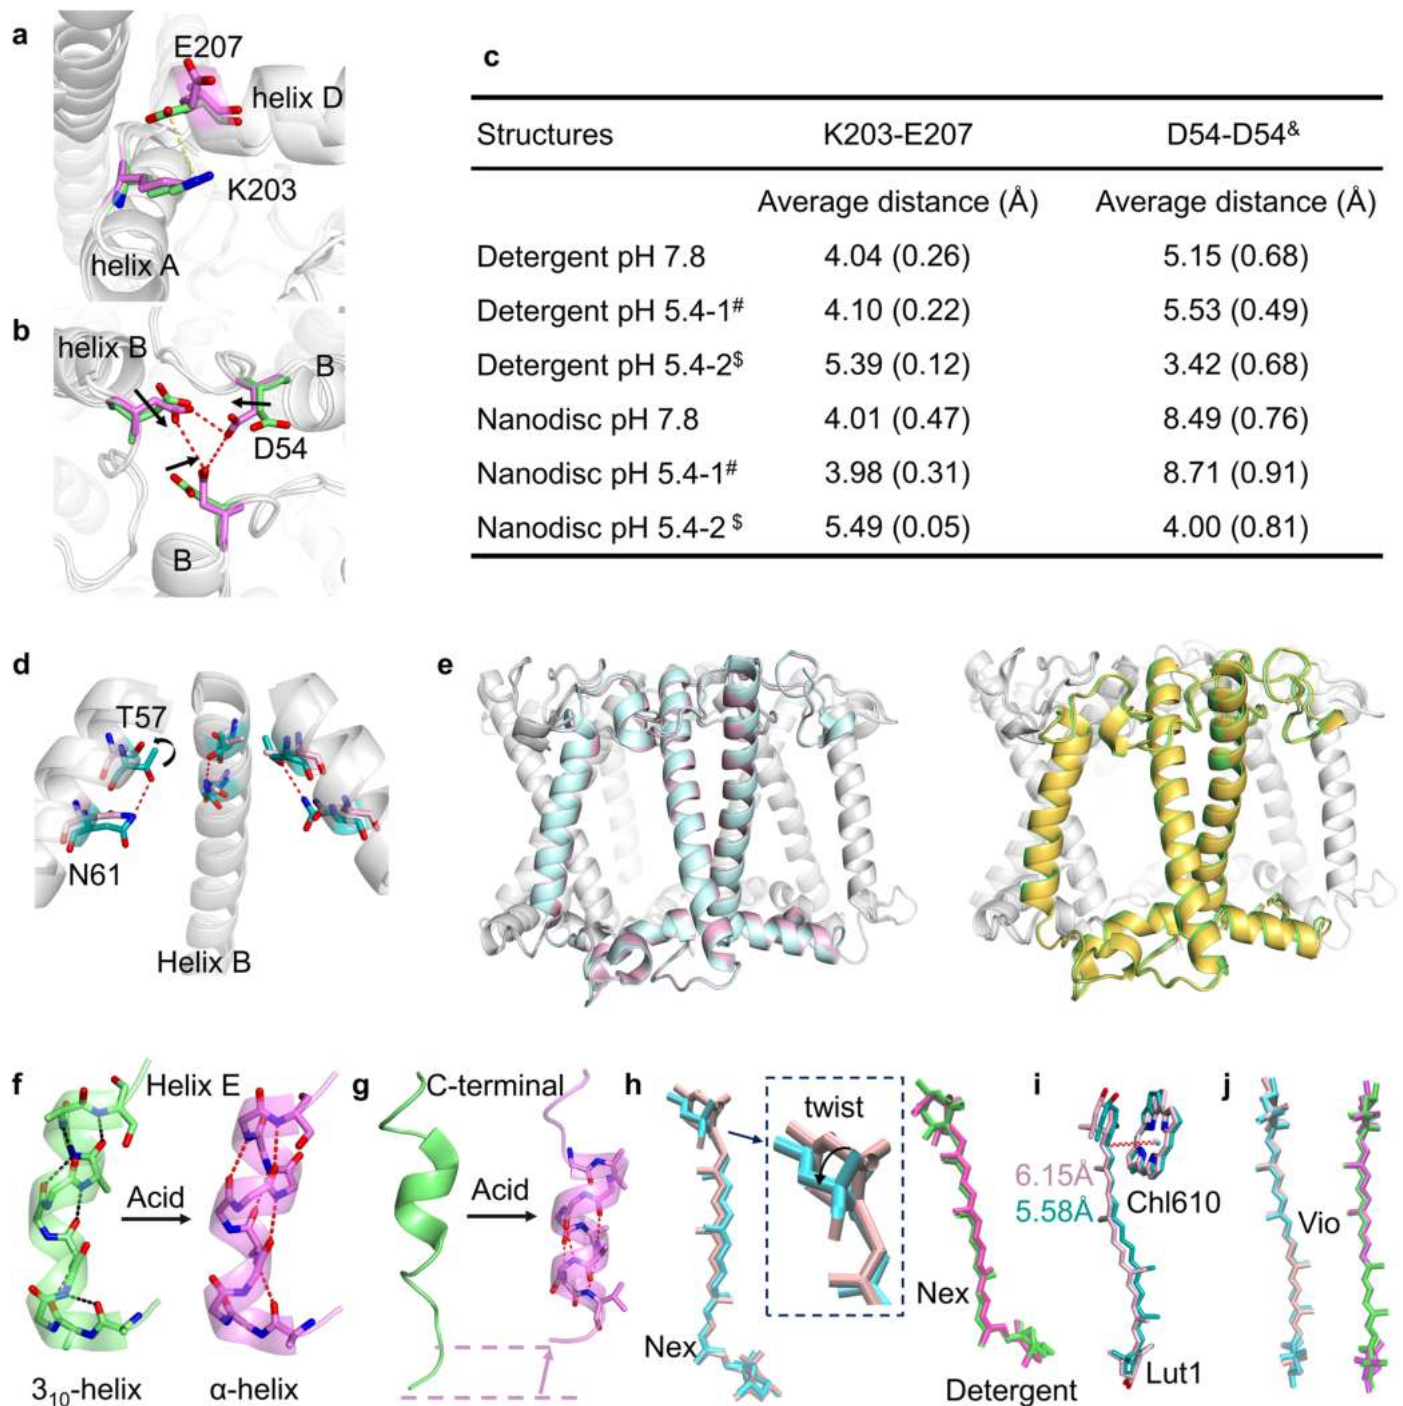 a
E207
helix D
K203
helix A
b
helix B
B
D54
B
c
Structures K203-E207 D54-D54&
Average distance (Å) Average distance (Å)
Detergent pH 7.8 4.04 (0.26) 5.15 (0.68)
Detergent pH 5.4-1# 4.10 (0.22) 5.53 (0.49)
Detergent pH 5.4-2$ 5.39 (0.12) 3.42 (0.68)
Nanodisc pH 7.8 4.01 (0.47) 8.49 (0.76)
Nanodisc pH 5.4-1# 3.98 (0.31) 8.71 (0.91)
Nanodisc pH 5.4-2 $ 5.49 (0.05) 4.00 (0.81)
d
T57
N61
Helix B
e
f
Helix E
Acid
3₁₀-helix
α-helix
g
C-terminal
Acid
h
twist
Nex
Nex
Detergent
i
6.15Å
5.58Å
Chl610
Lut1
j
Vio